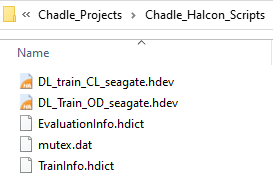 « Chadle_Projects > Chadle_Halcon_Scripts
Name
DL_train_CL_seagate.hdev
DL_Train_OD_seagate.hdev
EvaluationInfo.hdict
mutex.dat
TrainInfo.hdict